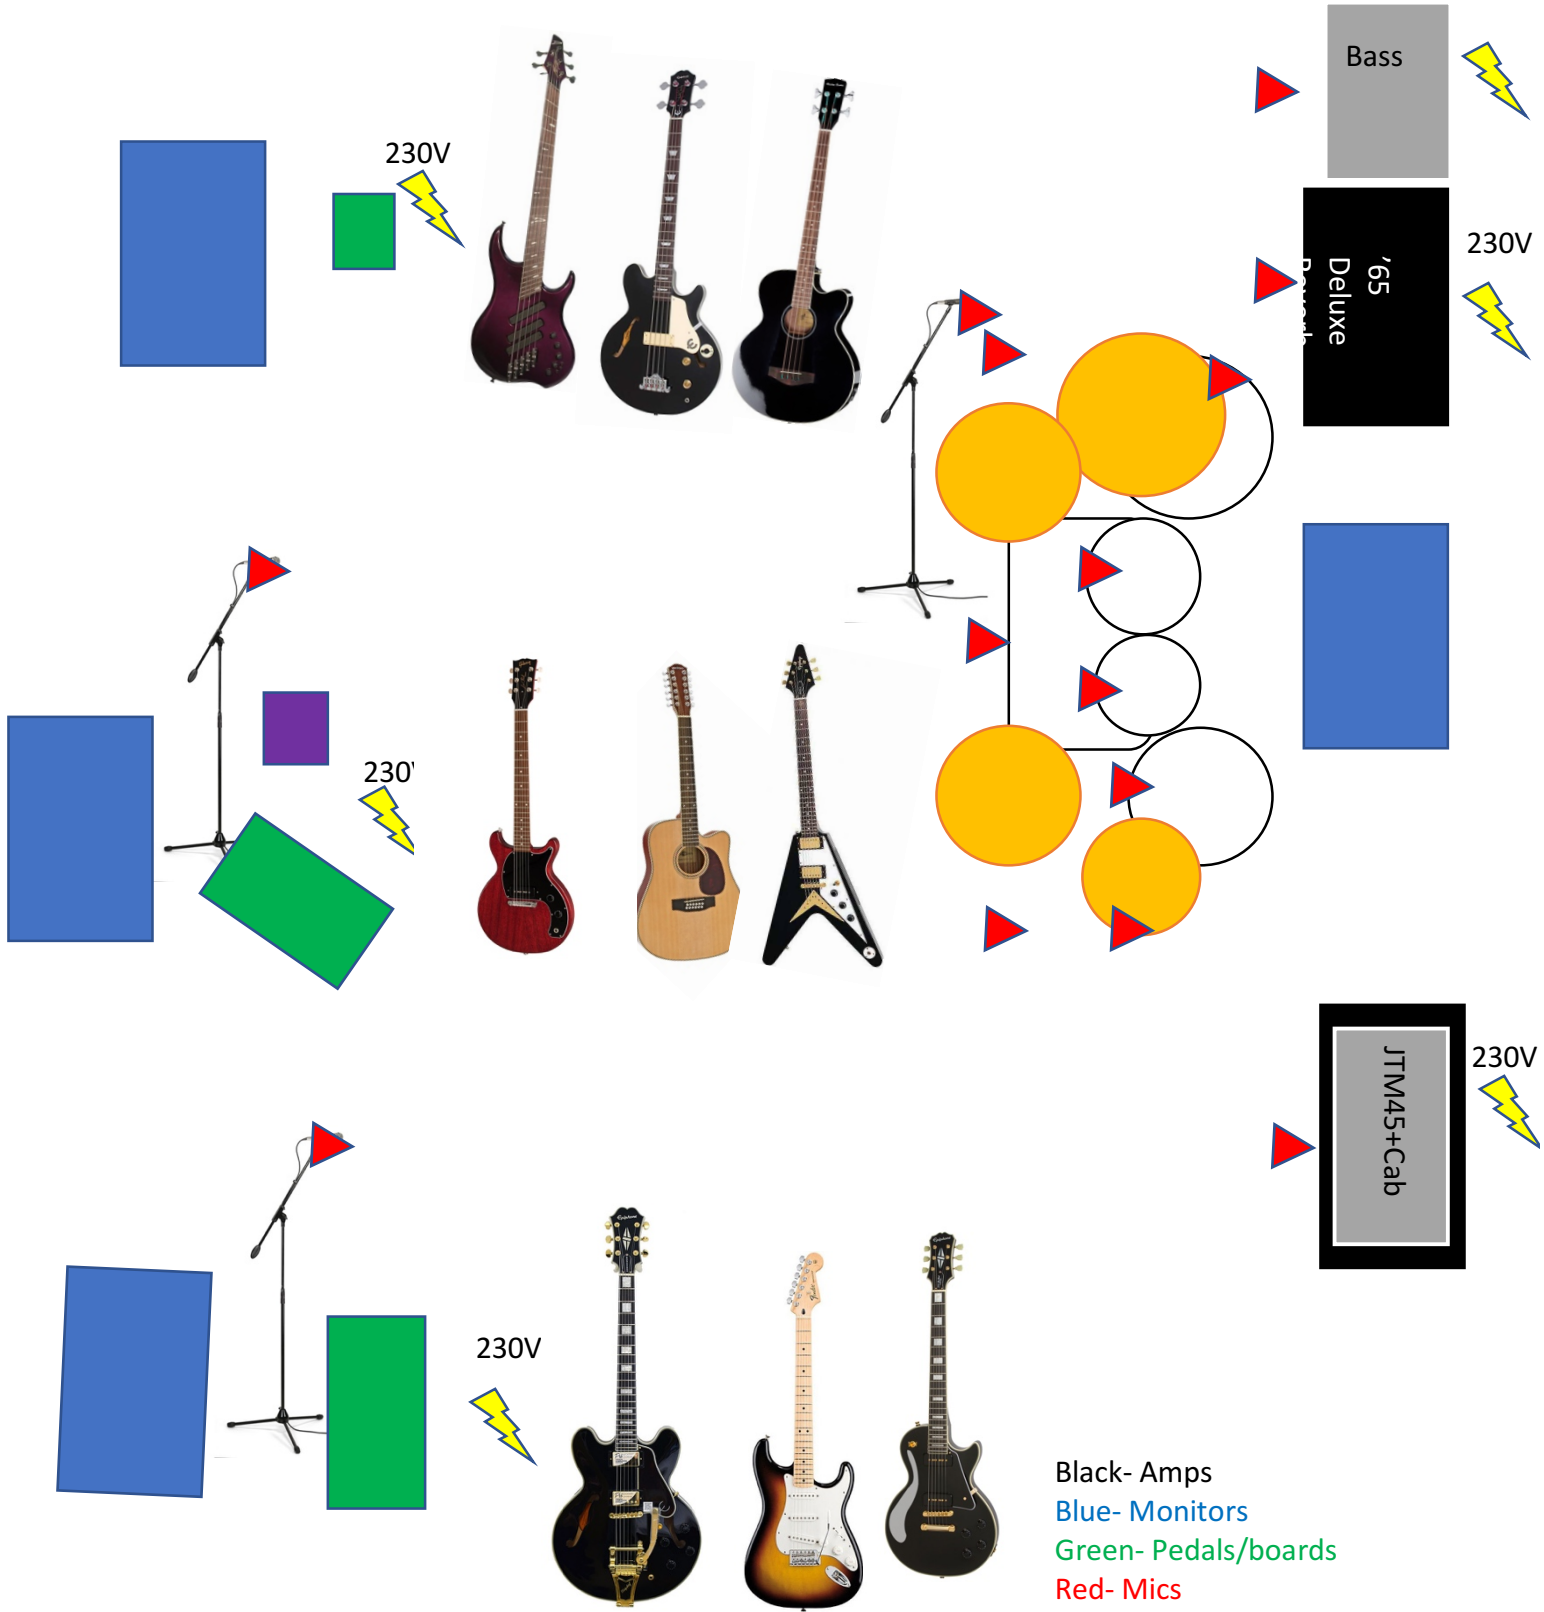 Bass
230V
230V
'65
Deluxe
230
230V
JTM45+Cab
230V
Black- Amps
Blue- Monitors
Green- Pedals/boards
Red- Mics